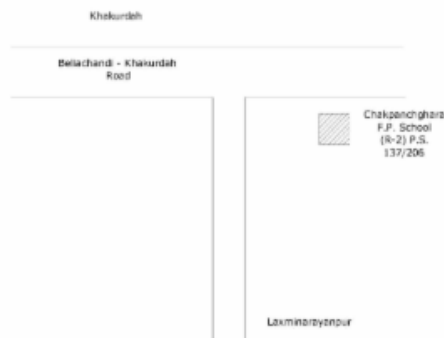 Khakurdah
Bellachandi - Khakurdah
Road
Chakpanchghara
F.P. School
(R-2) P.S.
137/206
Laxminarayanpur